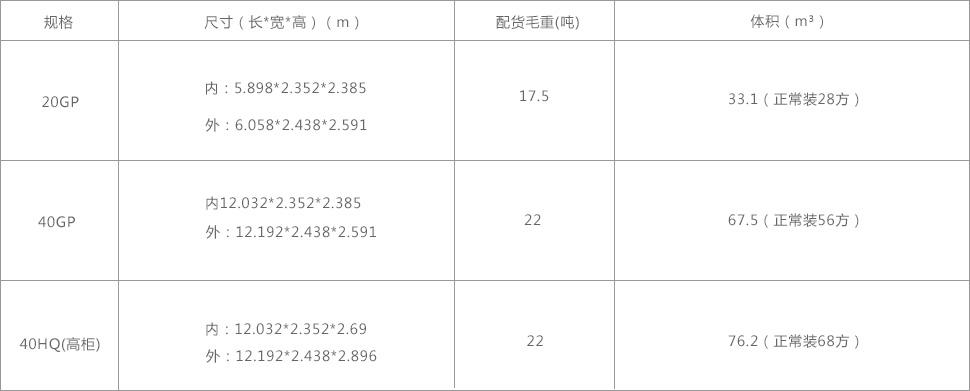 规格 尺寸（长*宽*高）（m） 配货毛重(吨) 体积（m³）
20GP 内：5.898*2.352*2.385 17.5 33.1（正常装28方）
外：6.058*2.438*2.591
40GP 内12.032*2.352*2.385 22 67.5（正常装56方）
外：12.192*2.438*2.591
40HQ(高柜) 内：12.032*2.352*2.69 22 76.2（正常装68方）
外：12.192*2.438*2.896